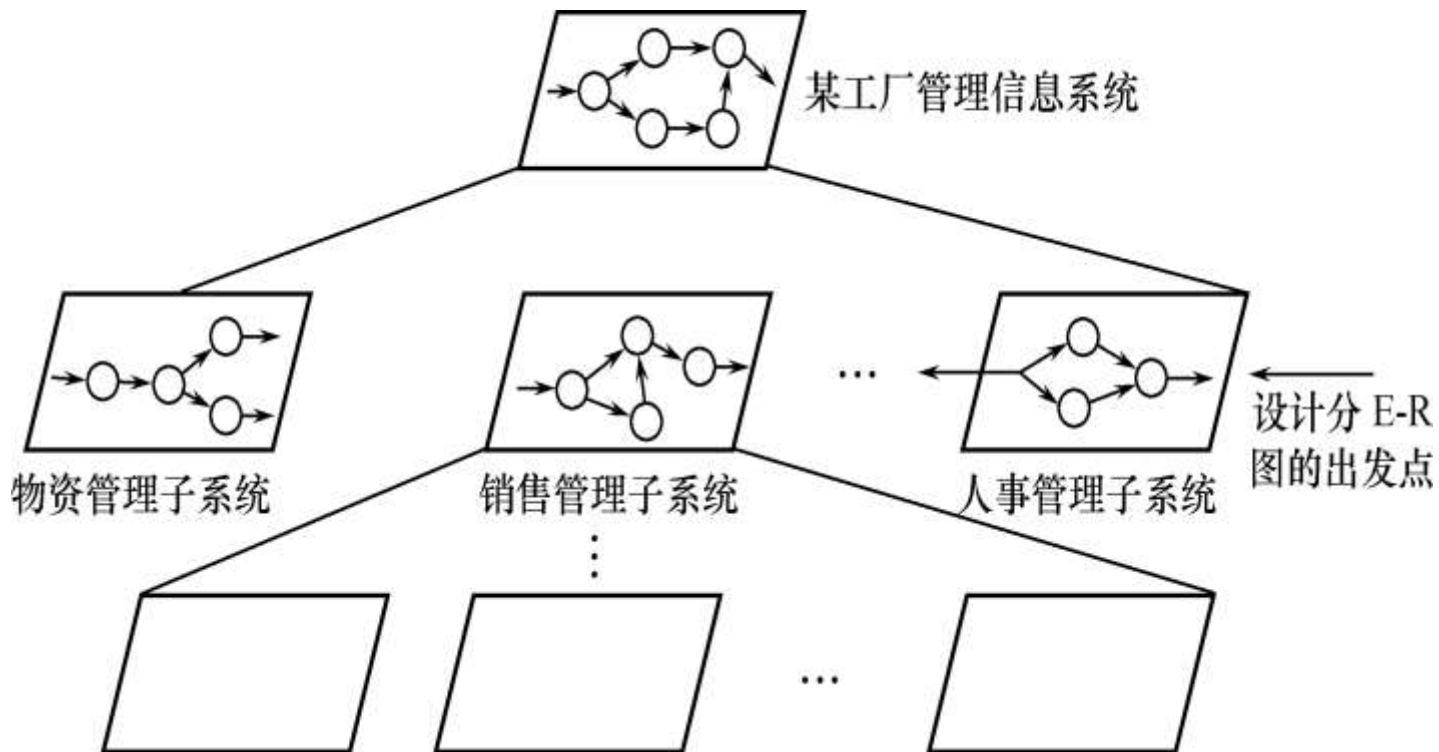 某工厂管理信息系统
…
设计分 E-R
图的出发点
物资管理子系统
销售管理子系统
人事管理子系统
⋮
…